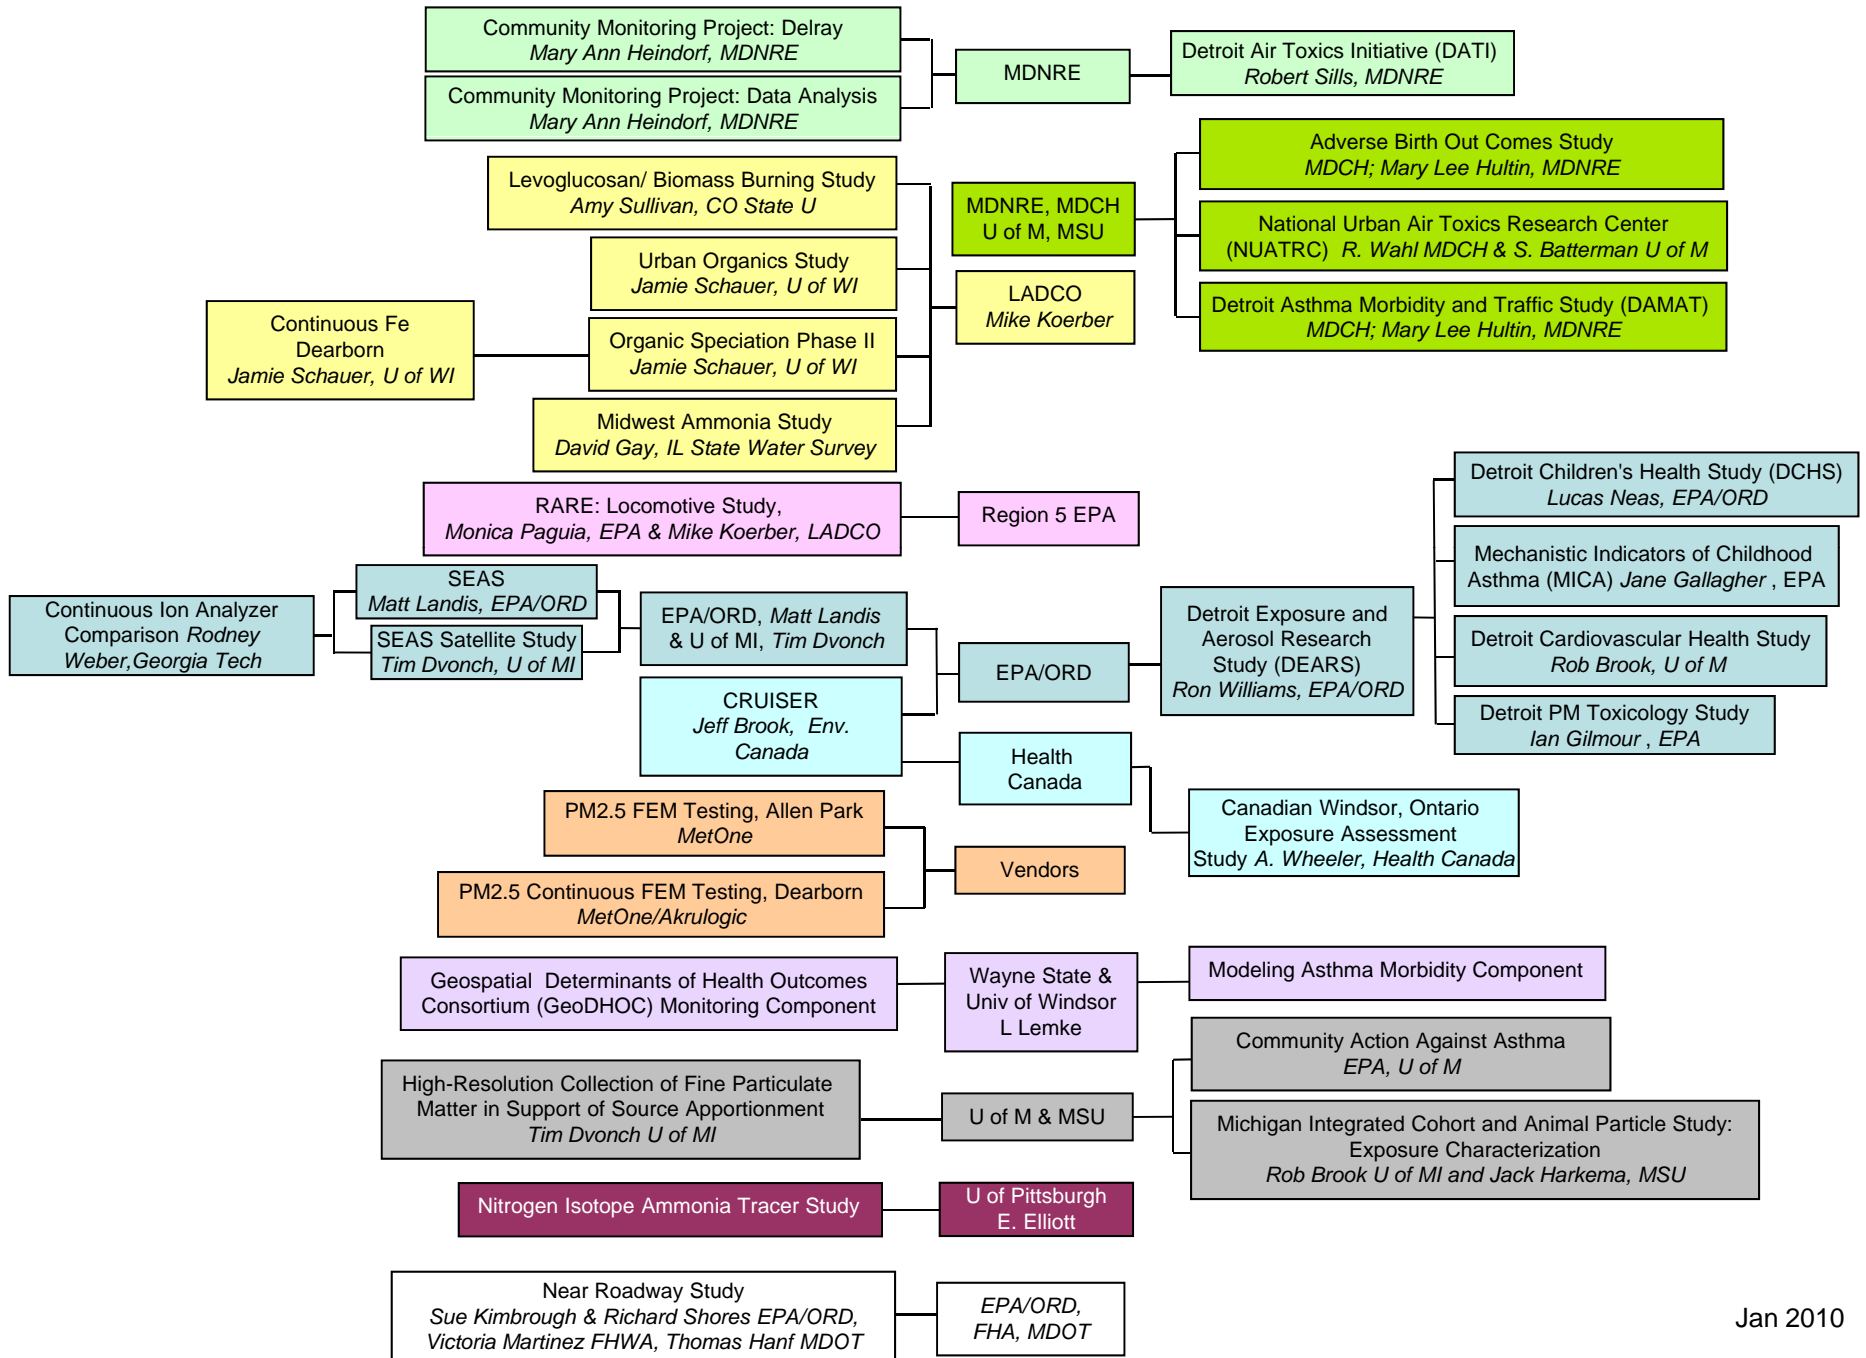 Community Monitoring Project: Delray
Mary Ann Heindorf, MDNRE
Community Monitoring Project: Data Analysis
Mary Ann Heindorf, MDNRE
MDNRE
Detroit Air Toxics Initiative (DATI)
Robert Sills, MDNRE
Levoglucosan/ Biomass Burning Study
Amy Sullivan, CO State U
Urban Organics Study
Jamie Schauer, U of WI
Continuous Fe
Dearborn
Jamie Schauer, U of WI
Organic Speciation Phase II
Jamie Schauer, U of WI
Midwest Ammonia Study
David Gay, IL State Water Survey
MDNRE, MDCH
U of M, MSU
LADCO
Mike Koerber
Adverse Birth Out Comes Study
MDCH; Mary Lee Hultin, MDNRE
National Urban Air Toxics Research Center
(NUATRC) R. Wahl MDCH & S. Batterman U of M
Detroit Asthma Morbidity and Traffic Study (DAMAT)
MDCH; Mary Lee Hultin, MDNRE
RARE: Locomotive Study,
Monica Paguia, EPA & Mike Koerber, LADCO
Region 5 EPA
Continuous Ion Analyzer
Comparison Rodney
Weber,Georgia Tech
SEAS
Matt Landis, EPA/ORD
SEAS Satellite Study
Tim Dvonch, U of MI
EPA/ORD, Matt Landis
& U of MI, Tim Dvonch
CRUISER
Jeff Brook, Env.
Canada
EPA/ORD
Health
Canada
Detroit Exposure and
Aerosol Research
Study (DEARS)
Ron Williams, EPA/ORD
Detroit Children's Health Study (DCHS)
Lucas Neas, EPA/ORD
Mechanistic Indicators of Childhood
Asthma (MICA) Jane Gallagher , EPA
Detroit Cardiovascular Health Study
Rob Brook, U of M
Detroit PM Toxicology Study
Ian Gilmour , EPA
Canadian Windsor, Ontario
Exposure Assessment
Study A. Wheeler, Health Canada
PM2.5 FEM Testing, Allen Park
MetOne
PM2.5 Continuous FEM Testing, Dearborn
MetOne/Akrulogic
Vendors
Geospatial Determinants of Health Outcomes
Consortium (GeoDHOC) Monitoring Component
Wayne State &
Univ of Windsor
L Lemke
Modeling Asthma Morbidity Component
High-Resolution Collection of Fine Particulate
Matter in Support of Source Apportionment
Tim Dvonch U of MI
U of M & MSU
Community Action Against Asthma
EPA, U of M
Michigan Integrated Cohort and Animal Particle Study:
Exposure Characterization
Rob Brook U of MI and Jack Harkema, MSU
Nitrogen Isotope Ammonia Tracer Study
U of Pittsburgh
E. Elliott
Near Roadway Study
Sue Kimbrough & Richard Shores EPA/ORD,
Victoria Martinez FHWA, Thomas Hanf MDOT
EPA/ORD,
FHA, MDOT
Jan 2010